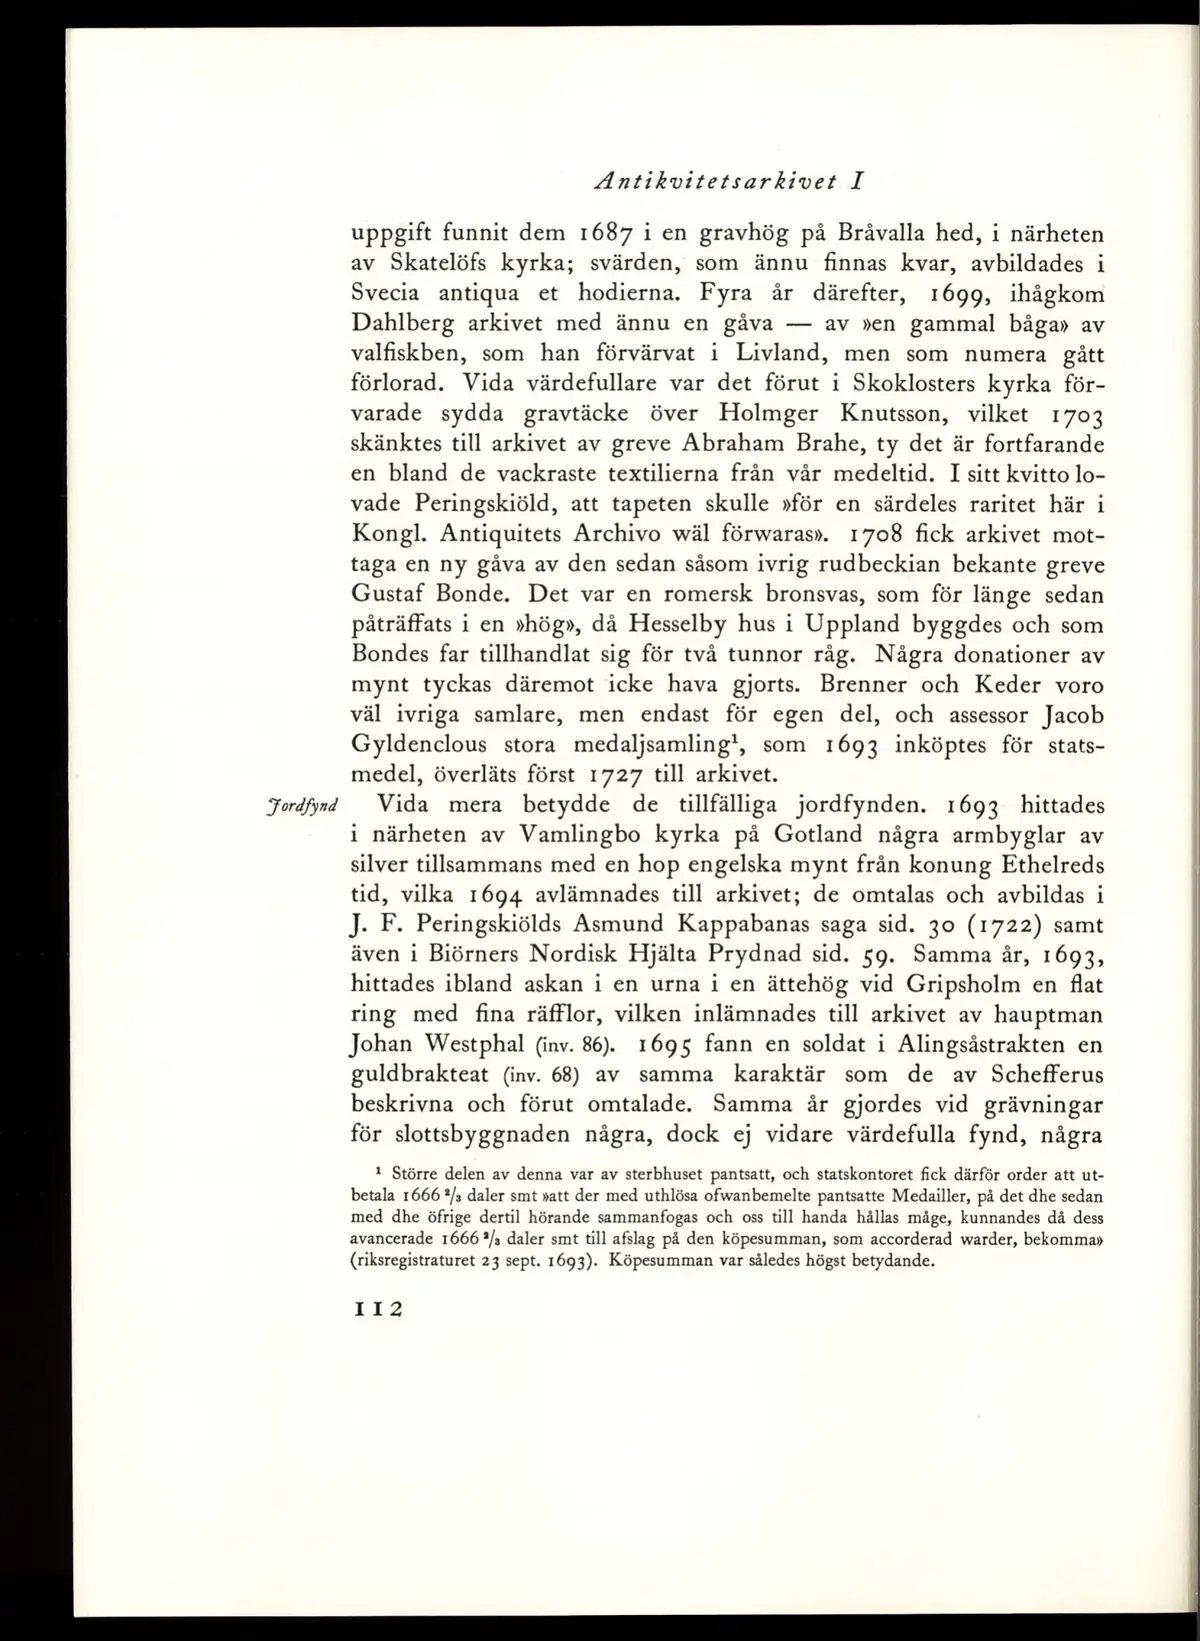 Antikvitetsarkivet I
uppgift funnit dem 1687 i en gravhög på Bråvalla hed, i närheten
av Skatelöfs kyrka; svärden, som ännu finnas kvar, avbildades i
Svecia antiqua et hodierna. Fyra år därefter, 1699, ihågkom
Dahlberg arkivet med ännu en gåva — av »en gammal båga» av
valfiskben, som han förvärvat i Livland, men som numera gått
förlorad. Vida värdefullare var det förut i Skoklosters kyrka för-
varade sydda gravtäcke över Holmger Knutsson, vilket 1703
skänktes till arkivet av greve Abraham Brahe, ty det är fortfarande
en bland de vackraste textilierna från vår medeltid. I sitt kvitto lo-
vade Peringskiöld, att tapeten skulle »för en särdeles raritet här i
Kongl. Antiquitets Archivo wäl förwaras». 1708 fick arkivet mot-
taga en ny gåva av den sedan såsom ivrig rudbeckian bekante greve
Gustaf Bonde. Det var en romersk bronsvas, som för länge sedan
påträffats i en »hög», då Hesselby hus i Uppland byggdes och som
Bondes far tillhandlat sig för två tunnor råg. Några donationer av
mynt tyckas däremot icke hava gjorts. Brenner och Keder voro
väl ivriga samlare, men endast för egen del, och assessor Jacob
Gyldenclous stora medaljsamling¹, som 1693 inköptes för stats-
medel, överläts först 1727 till arkivet.
Jordfynd Vida mera betydde de tillfälliga jordfynden. 1693 hittades
i närheten av Vamlingbo kyrka på Gotland några armbyglar av
silver tillsammans med en hop engelska mynt från konung Ethelreds
tid, vilka 1694 avlämnades till arkivet; de omtalas och avbildas i
J. F. Peringskiölds Asmund Kappabanas saga sid. 30 (1722) samt
även i Biörners Nordisk Hjälta Prydnad sid. 59. Samma år, 1693,
hittades ibland askan i en urna i en ättehög vid Gripsholm en flat
ring med fina räfflor, vilken inlämnades till arkivet av hauptman
Johan Westphal (inv. 86). 1695 fann en soldat i Alingsåstrakten en
guldbrakteat (inv. 68) av samma karaktär som de av Schefferus
beskrivna och förut omtalade. Samma år gjordes vid grävningar
för slottsbyggnaden några, dock ej vidare värdefulla fynd, några
¹ Större delen av denna var av sterbhuset pantsatt, och statskontoret fick därför order att ut-
betala 1666 ²/₃ daler smt »att der med uthlösa ofwanbemelte pantsatte Medailler, på det dhe sedan
med dhe öfrige dertil hörande sammanfogas och oss till handa hållas måge, kunnandes då dess
avancerade 1666 ²/₃ daler smt till afslag på den köpesumman, som accorderad warder, bekomma»
(riksregistraturet 23 sept. 1693). Köpesumman var således högst betydande.
112